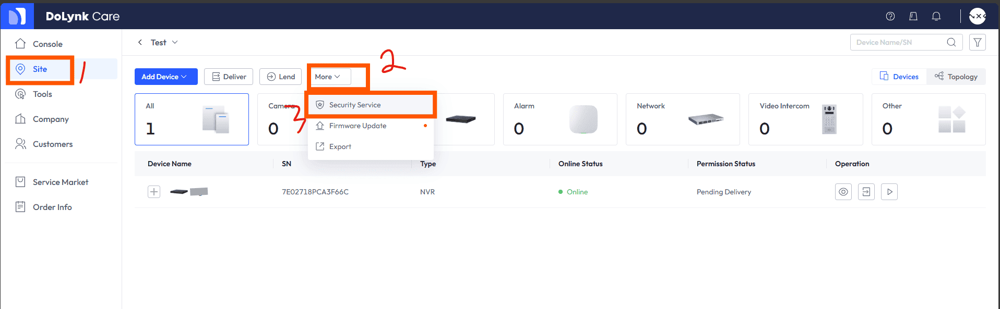 DoLynk Care
Console
Site
1
Tools
Company
Customers
Service Market
Order Info
Test
Device Name/SN
2
Add Device
Deliver
Lend
More
Devices
Topology
All
1
Camera
0
3
Security Service
Firmware Update
Export
Alarm
0
Network
0
Video Intercom
0
Other
0
Device Name SN Type Online Status Permission Status Operation
7E02718PCA3F66C NVR Online Pending Delivery